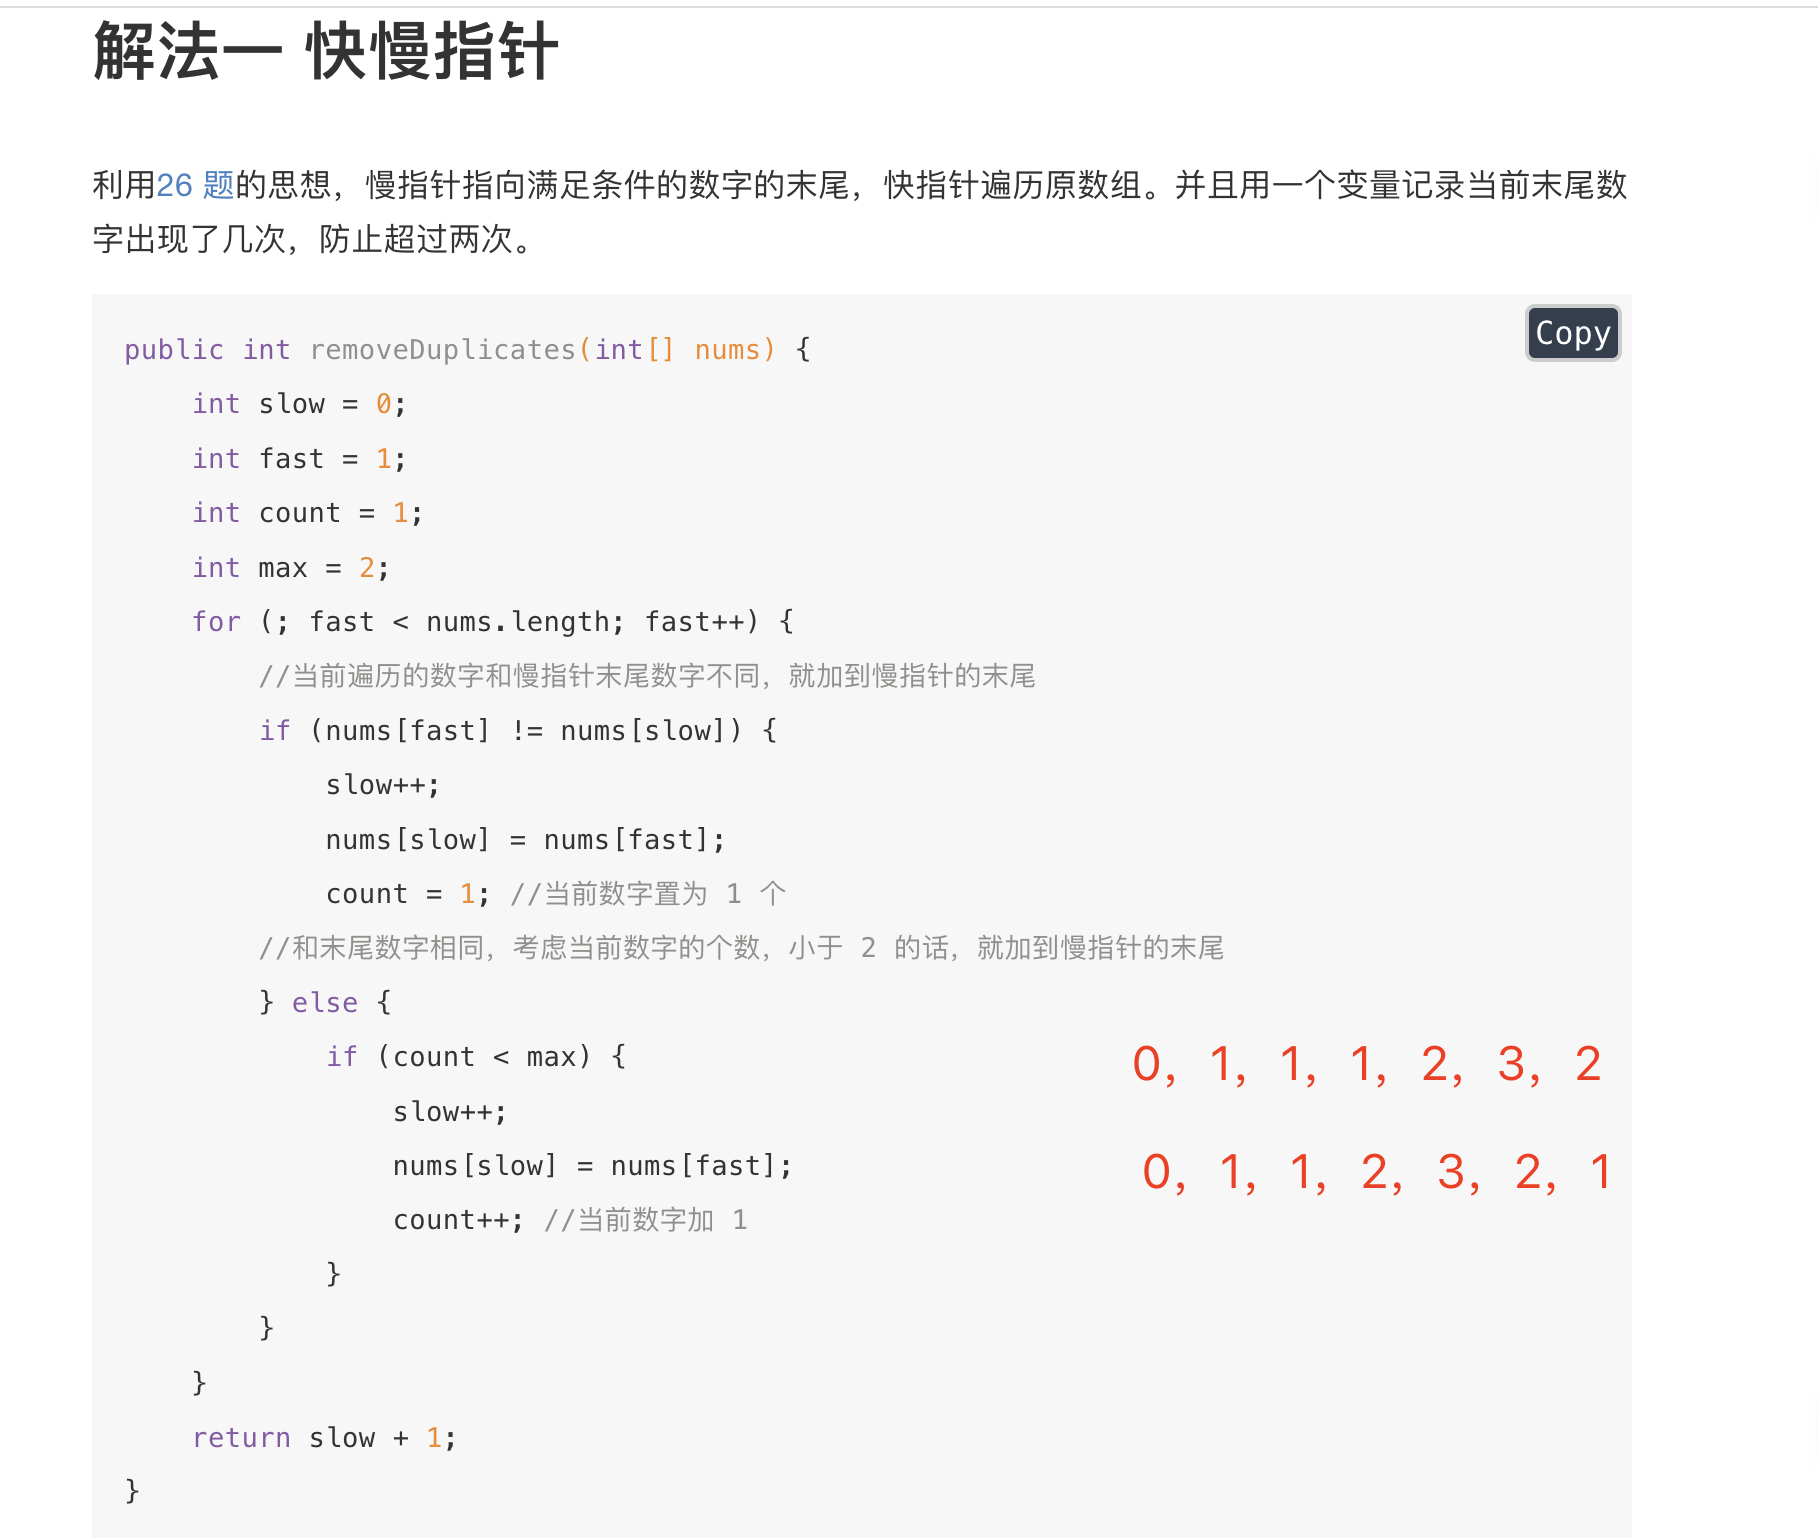 解法一 快慢指针
利用26 题的思想，慢指针指向满足条件的数字的末尾，快指针遍历原数组。并且用一个变量记录当前末尾数
字出现了几次，防止超过两次。
Copy
public int removeDuplicates(int[] nums) {
    int slow = 0;
    int fast = 1;
    int count = 1;
    int max = 2;
    for (; fast < nums.length; fast++) {
        //当前遍历的数字和慢指针末尾数字不同，就加到慢指针的末尾
        if (nums[fast] != nums[slow]) {
            slow++;
            nums[slow] = nums[fast];
            count = 1; //当前数字置为 1 个
        //和末尾数字相同，考虑当前数字的个数，小于 2 的话，就加到慢指针的末尾
        } else {
            if (count < max) {
0, 1, 1, 1, 2, 3, 2
                slow++;
                nums[slow] = nums[fast];
0, 1, 1, 2, 3, 2, 1
                count++; //当前数字加 1
            }
        }
    }
    return slow + 1;
}